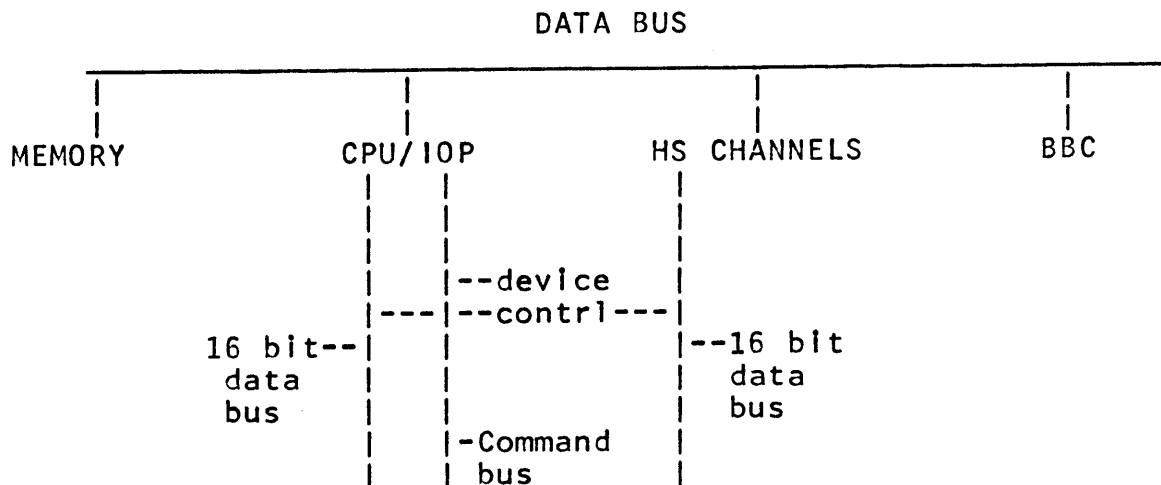 DATA BUS
MEMORY CPU/IOP HS CHANNELS BBC
--device
--- --contrl---
16 bit-- --16 bit
data data
bus bus
-Command
bus